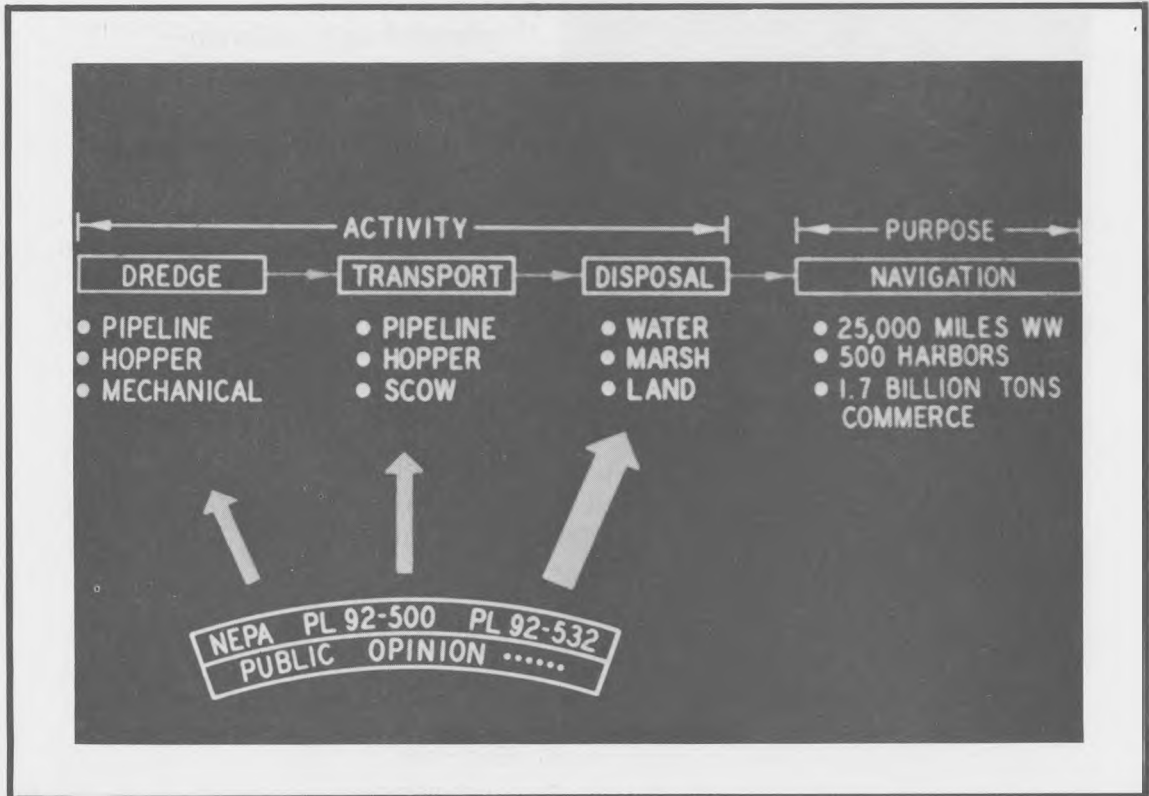 ACTIVITY
PURPOSE
DREDGE
TRANSPORT
DISPOSAL
NAVIGATION
• PIPELINE
• HOPPER
• MECHANICAL
• PIPELINE
• HOPPER
• SCOW
• WATER
• MARSH
• LAND
• 25,000 MILES WW
• 500 HARBORS
• 1.7 BILLION TONS
COMMERCE
NEPA PL 92-500 PL 92-532
PUBLIC OPINION ······